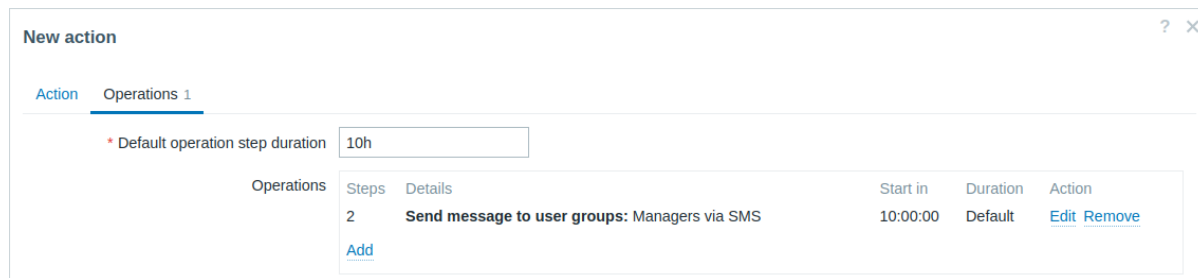 New action
? ×
Action Operations 1
* Default operation step duration 10h
Operations Steps Details Start in Duration Action
2 Send message to user groups: Managers via SMS 10:00:00 Default Edit Remove
Add